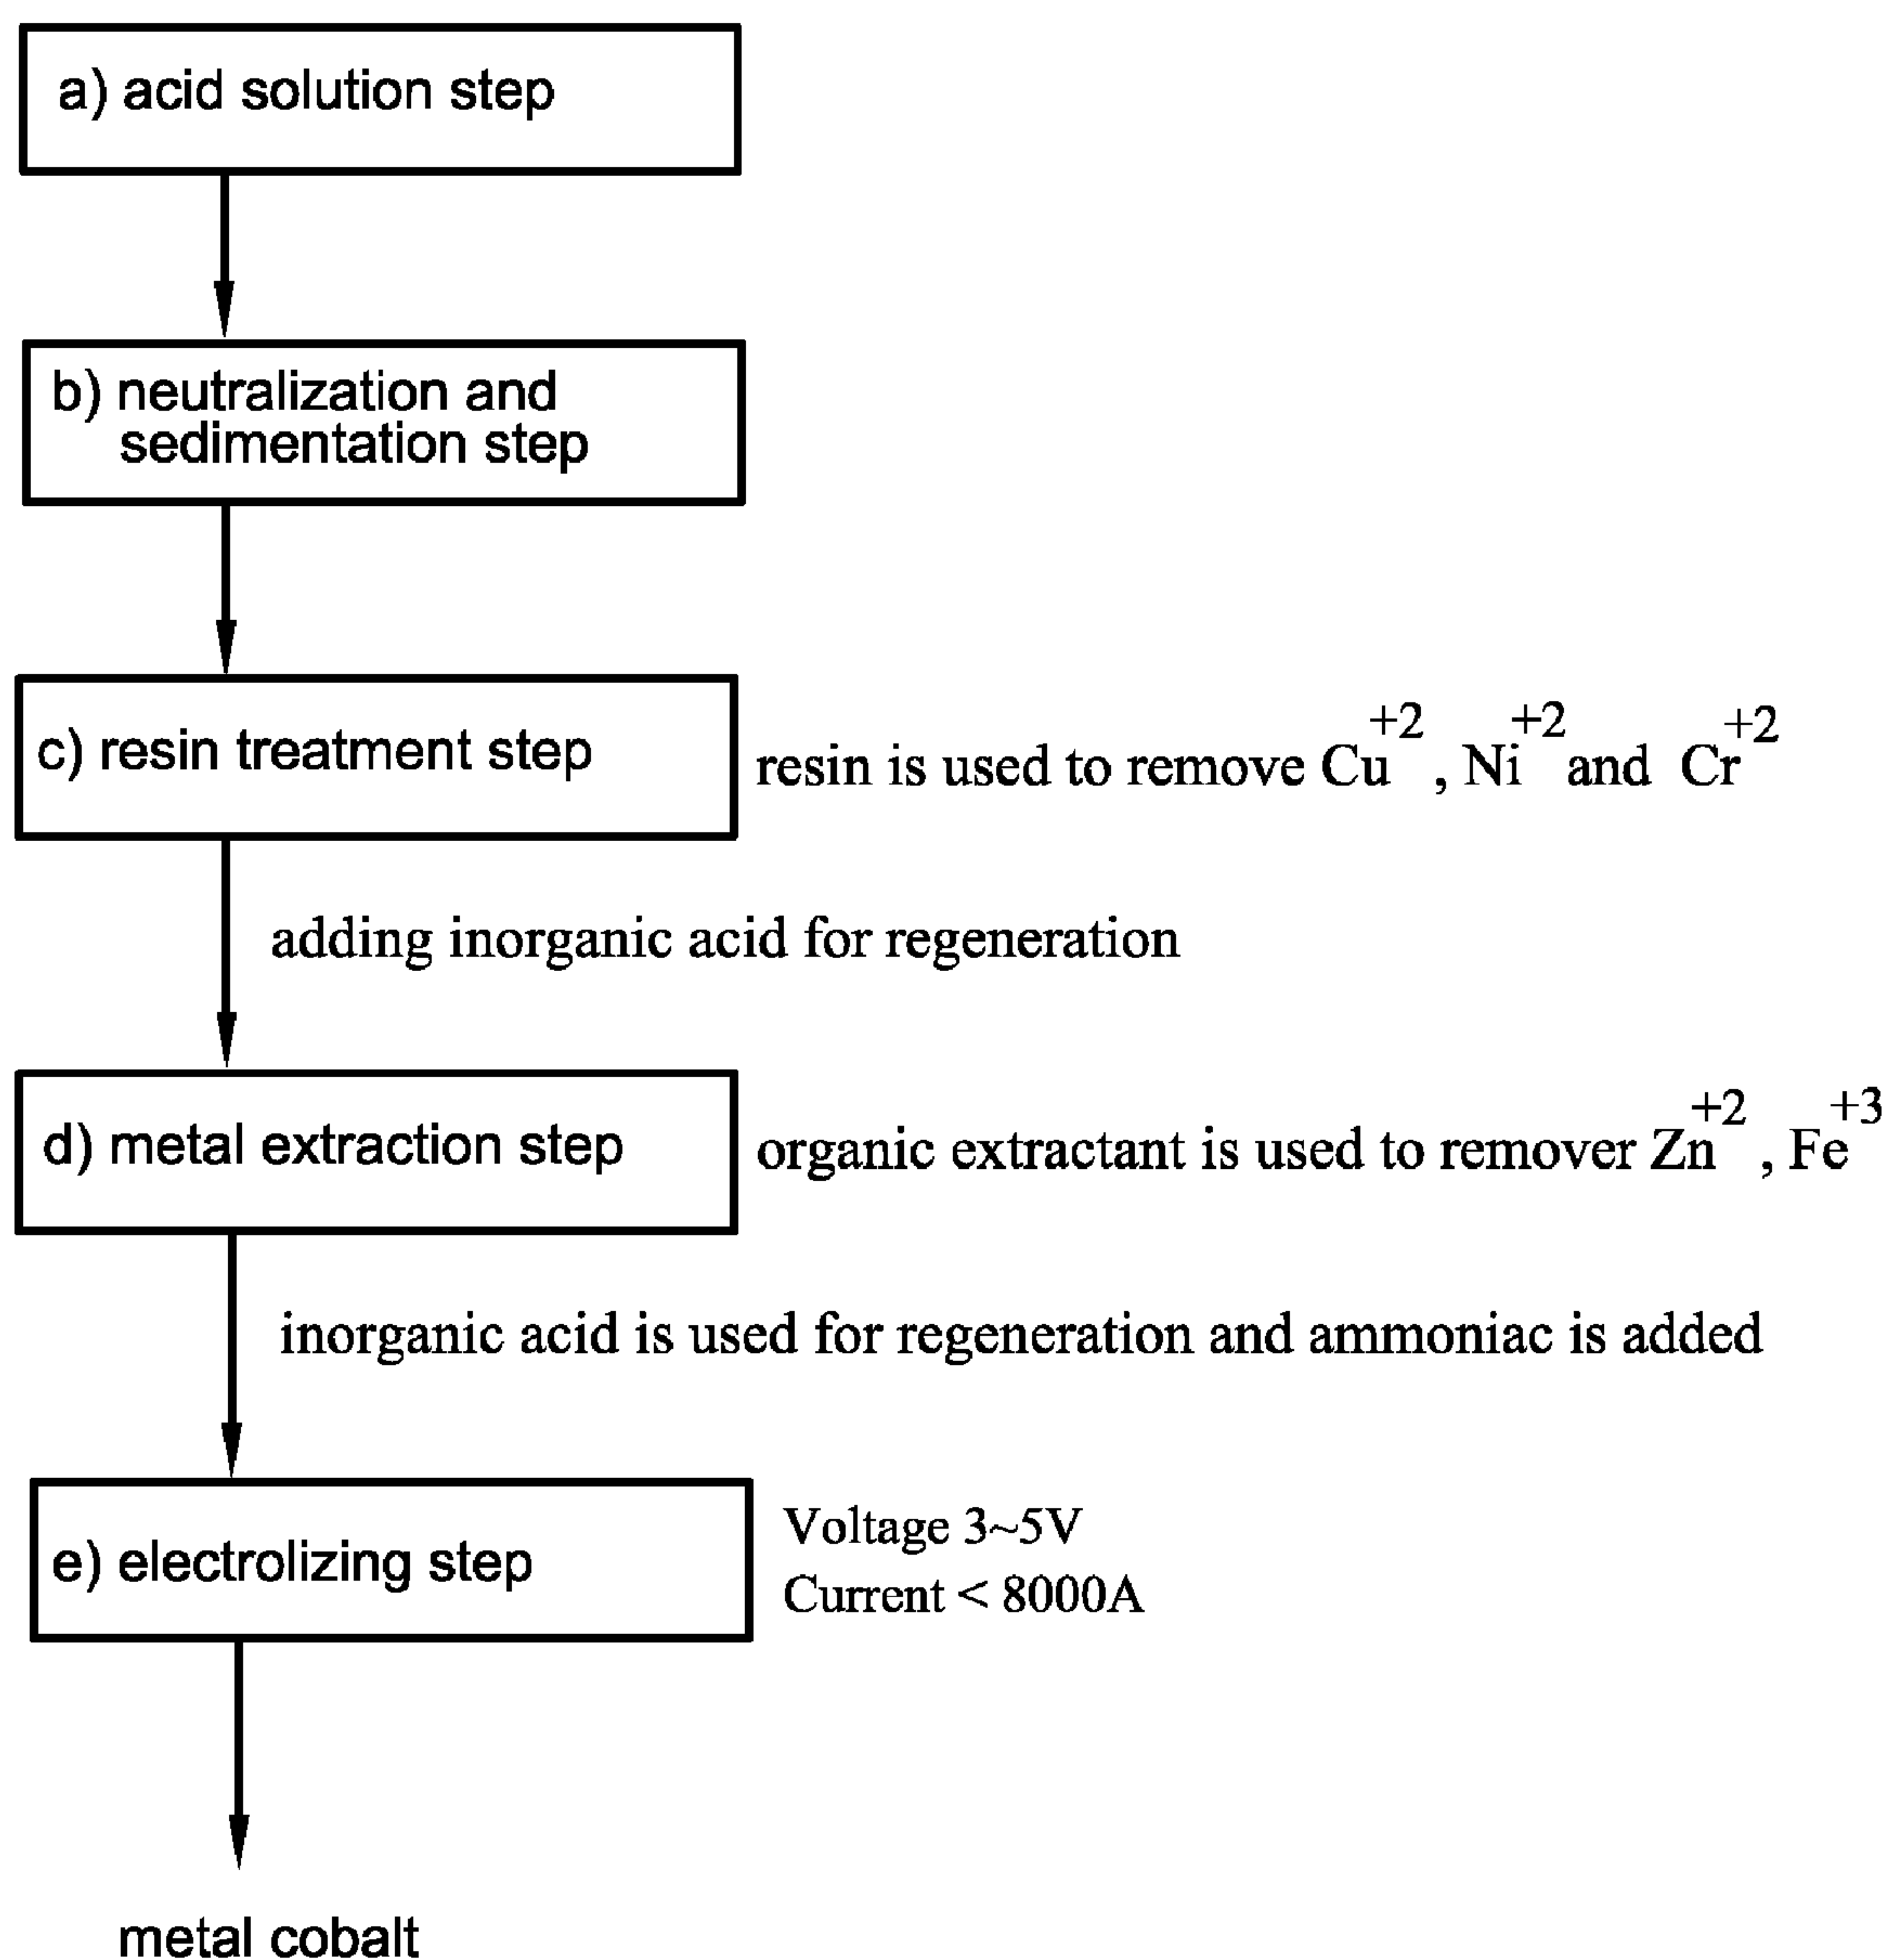 a) acid solution step
b) neutralization and
sedimentation step
c) resin treatment step
resin is used to remove Cu+2, Ni+2 and Cr+2
adding inorganic acid for regeneration
d) metal extraction step
organic extractant is used to remover Zn+2, Fe+3
inorganic acid is used for regeneration and ammoniac is added
e) electrolizing step
Voltage 3~5V
Current < 8000A
metal cobalt